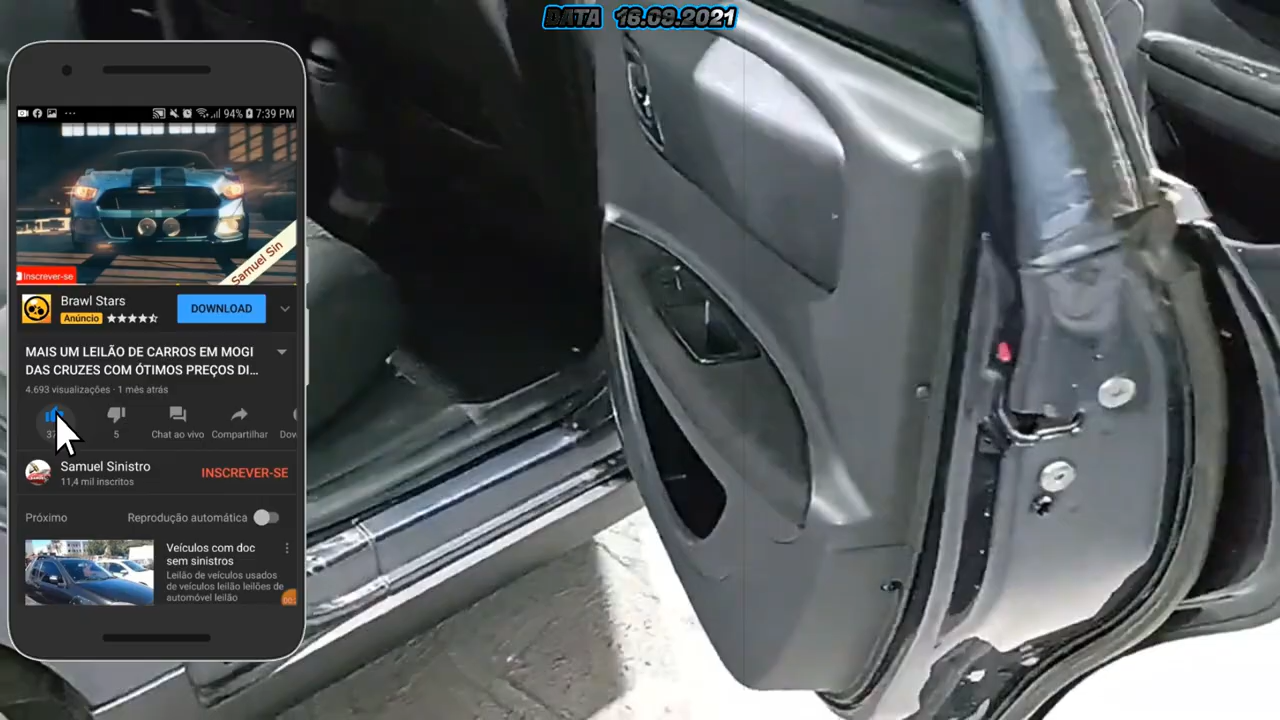 DATA 16.09.2021
94% 7:39 PM
Samuel Sin
Inscrever-se
Brawl Stars
DOWNLOAD
Anúncio
MAIS UM LEILÃO DE CARROS EM MOGI
DAS CRUZES COM ÓTIMOS PREÇOS DI...
4.693 visualizações · 1 mês atrás
5
Chat ao vivo
Compartilhar
Dow
Samuel Sinistro
INSCREVER-SE
11,4 mil inscritos
Próximo
Reprodução automática
Veículos com doc
sem sinistros
Leilão de veículos usados
de veículos leilão leilões de
automóvel leilão